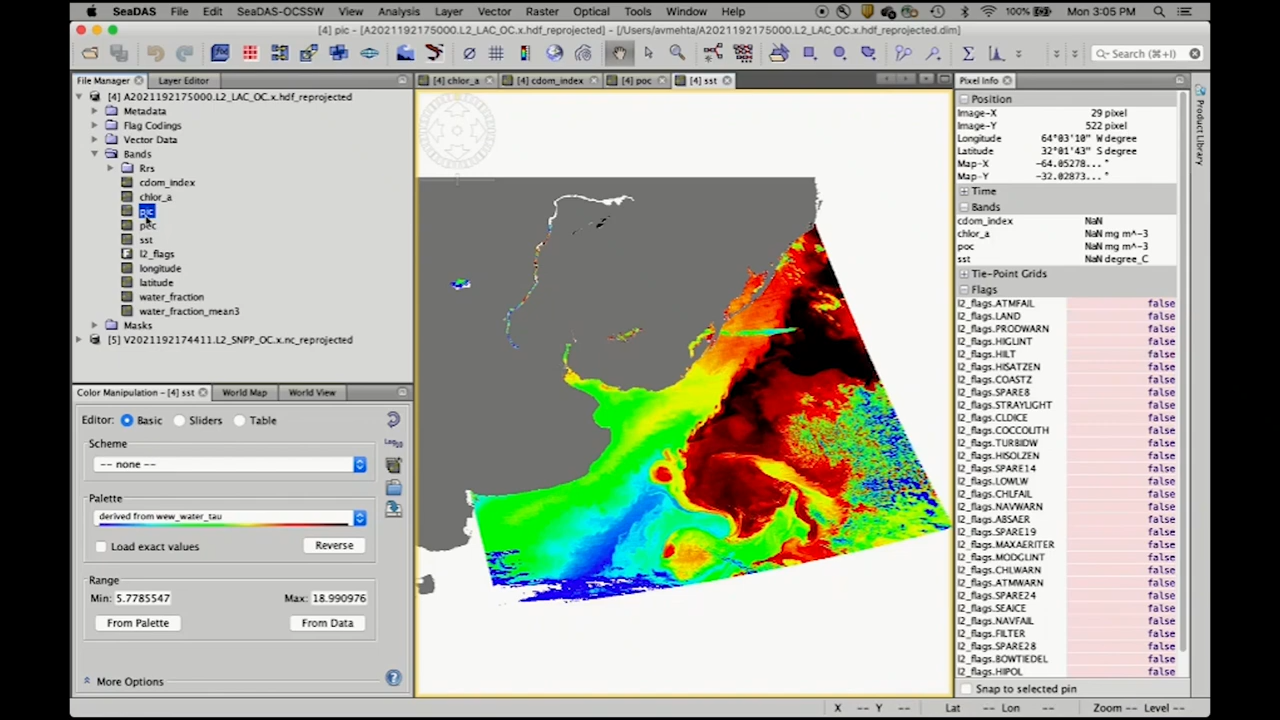 SeaDAS File Edit SeaDAS-OCSSW View Analysis Layer Vector Raster Optical Tools Window Help 100% Mon 3:05 PM
[4] pic - [A2021192175000.L2_LAC_OC.x.hdf_reprojected] - [/Users/avmehta/A2021192175000.L2_LAC_OC.x.hdf_reprojected.dim]
Search (⌘+I)
File Manager Layer Editor
[4] A2021192175000.L2_LAC_OC.x.hdf_reprojected
Metadata
Flag Codings
Vector Data
Bands
Rrs
cdom_index
chlor_a
pic
poc
sst
l2_flags
longitude
latitude
water_fraction
water_fraction_mean3
Masks
[5] V2021192174411.L2_SNPP_OC.x.nc_reprojected
Color Manipulation - [4] sst World Map World View
Editor: Basic Sliders Table
Scheme
-- none --
Palette
derived from wew_water_tau
Load exact values Reverse
Range
Min: 5.7785547 Max: 18.990976
From Palette From Data
More Options
[4] chlor_a [4] cdom_index [4] poc [4] sst
Pixel Info
Position
Image-X 29 pixel
Image-Y 522 pixel
Longitude 64°03'10" W degree
Latitude 32°01'43" S degree
Map-X -64.05278... °
Map-Y -32.02873... °
Time
Bands
cdom_index NaN
chlor_a NaN mg m^-3
poc NaN mg m^-3
sst NaN degree_C
Tie-Point Grids
Flags
l2_flags.ATMFAIL false
l2_flags.LAND false
l2_flags.PRODWARN false
l2_flags.HIGLINT false
l2_flags.HILT false
l2_flags.HISATZEN false
l2_flags.COASTZ false
l2_flags.SPARE8 false
l2_flags.STRAYLIGHT false
l2_flags.CLDICE false
l2_flags.COCCOLITH false
l2_flags.TURBIDW false
l2_flags.HISOLZEN false
l2_flags.SPARE14 false
l2_flags.LOWLW false
l2_flags.CHLFAIL false
l2_flags.NAVWARN false
l2_flags.ABSAER false
l2_flags.SPARE19 false
l2_flags.MAXAERITER false
l2_flags.MODGLINT false
l2_flags.CHLWARN false
l2_flags.ATMWARN false
l2_flags.SPARE24 false
l2_flags.SEAICE false
l2_flags.NAVFAIL false
l2_flags.FILTER false
l2_flags.SPARE28 false
l2_flags.BOWTIEDEL false
l2_flags.HIPOL false
Snap to selected pin
Product Library
X -- Y -- Lat -- Lon -- Zoom -- Level --